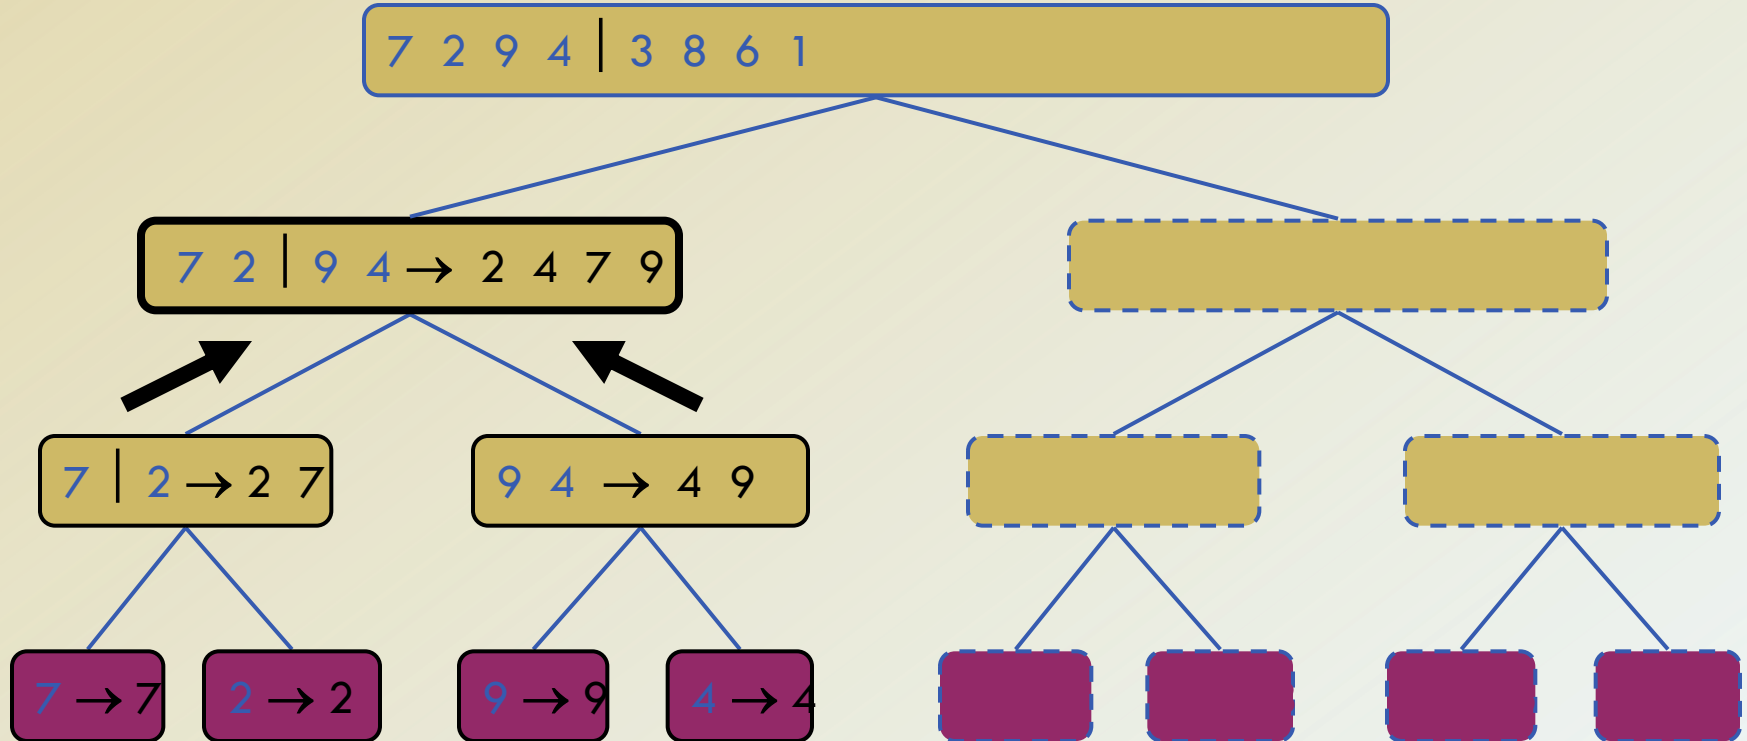 7 2 9 4 | 3 8 6 1
7 2 | 9 4 → 2 4 7 9
7 | 2 → 2 7
9 4 → 4 9
7 → 7
2 → 2
9 → 9
4 → 4